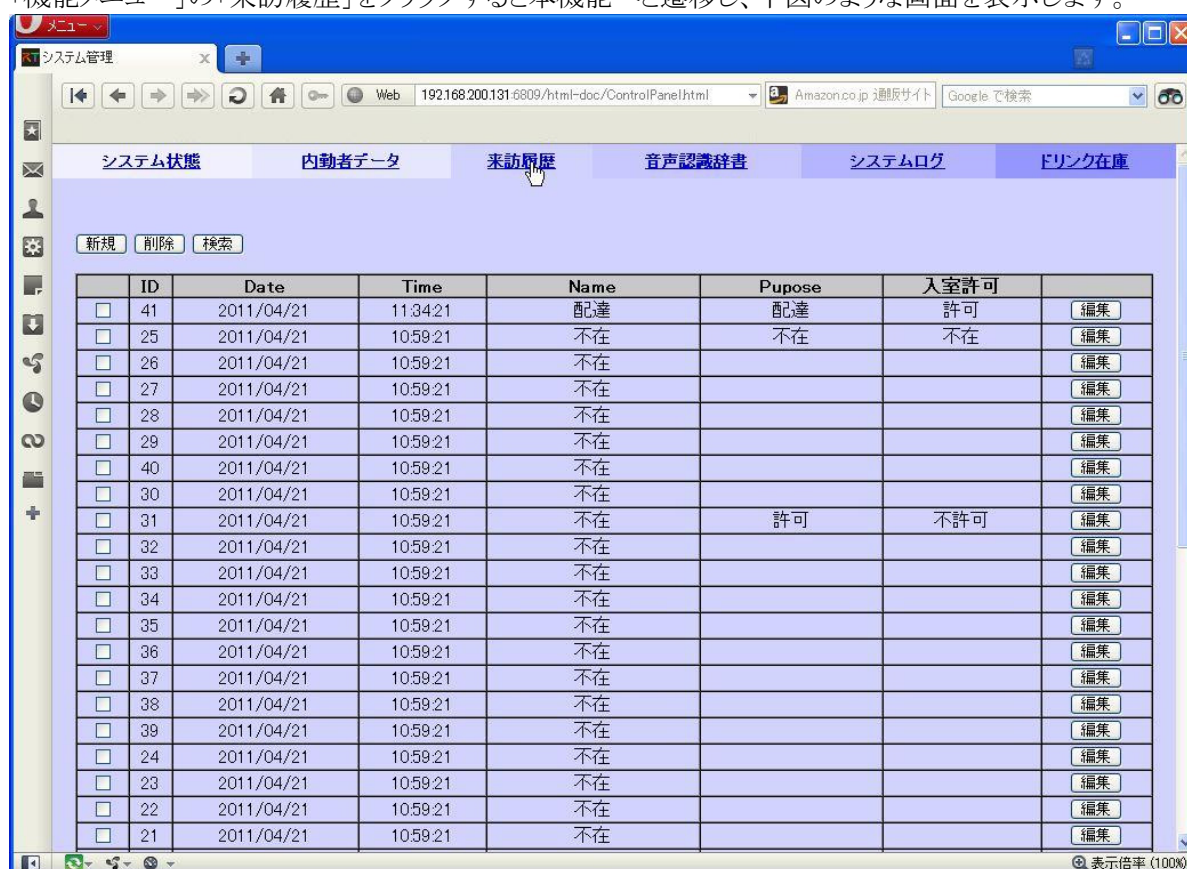 「機能メニュー」の「来訪履歴」をクリックすると本機能へと遷移し、下図のような画面を表示します。
メニュー
システム管理
Web 192.168.200.131:6809/html-doc/ControlPanel.html Amazon.co.jp 通販サイト Google で検索
システム状態 内勤者データ 来訪履歴 音声認識辞書 システムログ ドリンク在庫
新規 削除 検索
ID Date Time Name Pupose 入室許可
41 2011/04/21 11:34:21 配達 配達 許可 編集
25 2011/04/21 10:59:21 不在 不在 不在 編集
26 2011/04/21 10:59:21 不在 編集
27 2011/04/21 10:59:21 不在 編集
28 2011/04/21 10:59:21 不在 編集
29 2011/04/21 10:59:21 不在 編集
40 2011/04/21 10:59:21 不在 編集
30 2011/04/21 10:59:21 不在 編集
31 2011/04/21 10:59:21 不在 許可 不許可 編集
32 2011/04/21 10:59:21 不在 編集
33 2011/04/21 10:59:21 不在 編集
34 2011/04/21 10:59:21 不在 編集
35 2011/04/21 10:59:21 不在 編集
36 2011/04/21 10:59:21 不在 編集
37 2011/04/21 10:59:21 不在 編集
38 2011/04/21 10:59:21 不在 編集
39 2011/04/21 10:59:21 不在 編集
24 2011/04/21 10:59:21 不在 編集
23 2011/04/21 10:59:21 不在 編集
22 2011/04/21 10:59:21 不在 編集
21 2011/04/21 10:59:21 不在 編集
表示倍率 (100%)